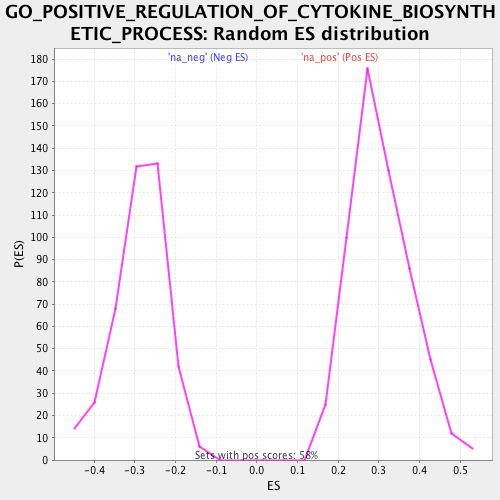 GO_POSITIVE_REGULATION_OF_CYTOKINE_BIOSYNTH
ETIC_PROCESS: Random ES distribution
'na_neg' (Neg ES)
'na_pos' (Pos ES)
180
170
160
150
140
130
120
110
100
90
80
70
60
50
40
30
20
10
0
P(ES)
Sets with pos scores: 58%
-0.4 -0.3 -0.2 -0.1 0.0 0.1 0.2 0.3 0.4 0.5
ES